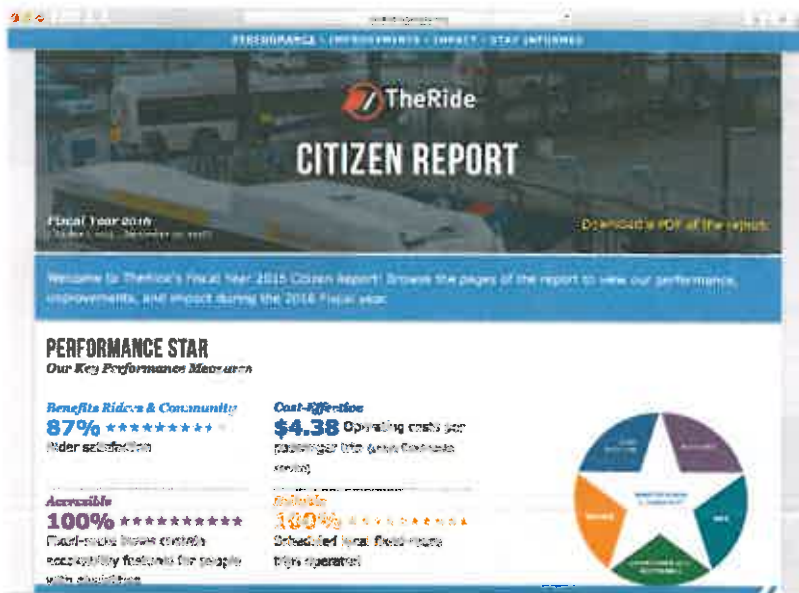 PERFORMANCE · IMPROVEMENTS · IMPACT · STAY INFORMED
TheRide
CITIZEN REPORT
Fiscal Year 2016
Download a PDF of the report
Welcome to TheRide's Fiscal Year 2016 Citizen Report! Browse the pages of the report to view our performance,
improvements, and impact during the 2016 Fiscal year.
PERFORMANCE STAR
Our Key Performance Measures
Benefits Riders & Community
87%
Rider satisfaction
Cost-Effective
$4.38 Operating costs per
passenger trip
Accessible
100%
Fixed-route buses contain
accessibility features for people
with disabilities
Reliable
100%
Scheduled local fixed-route
trips operated